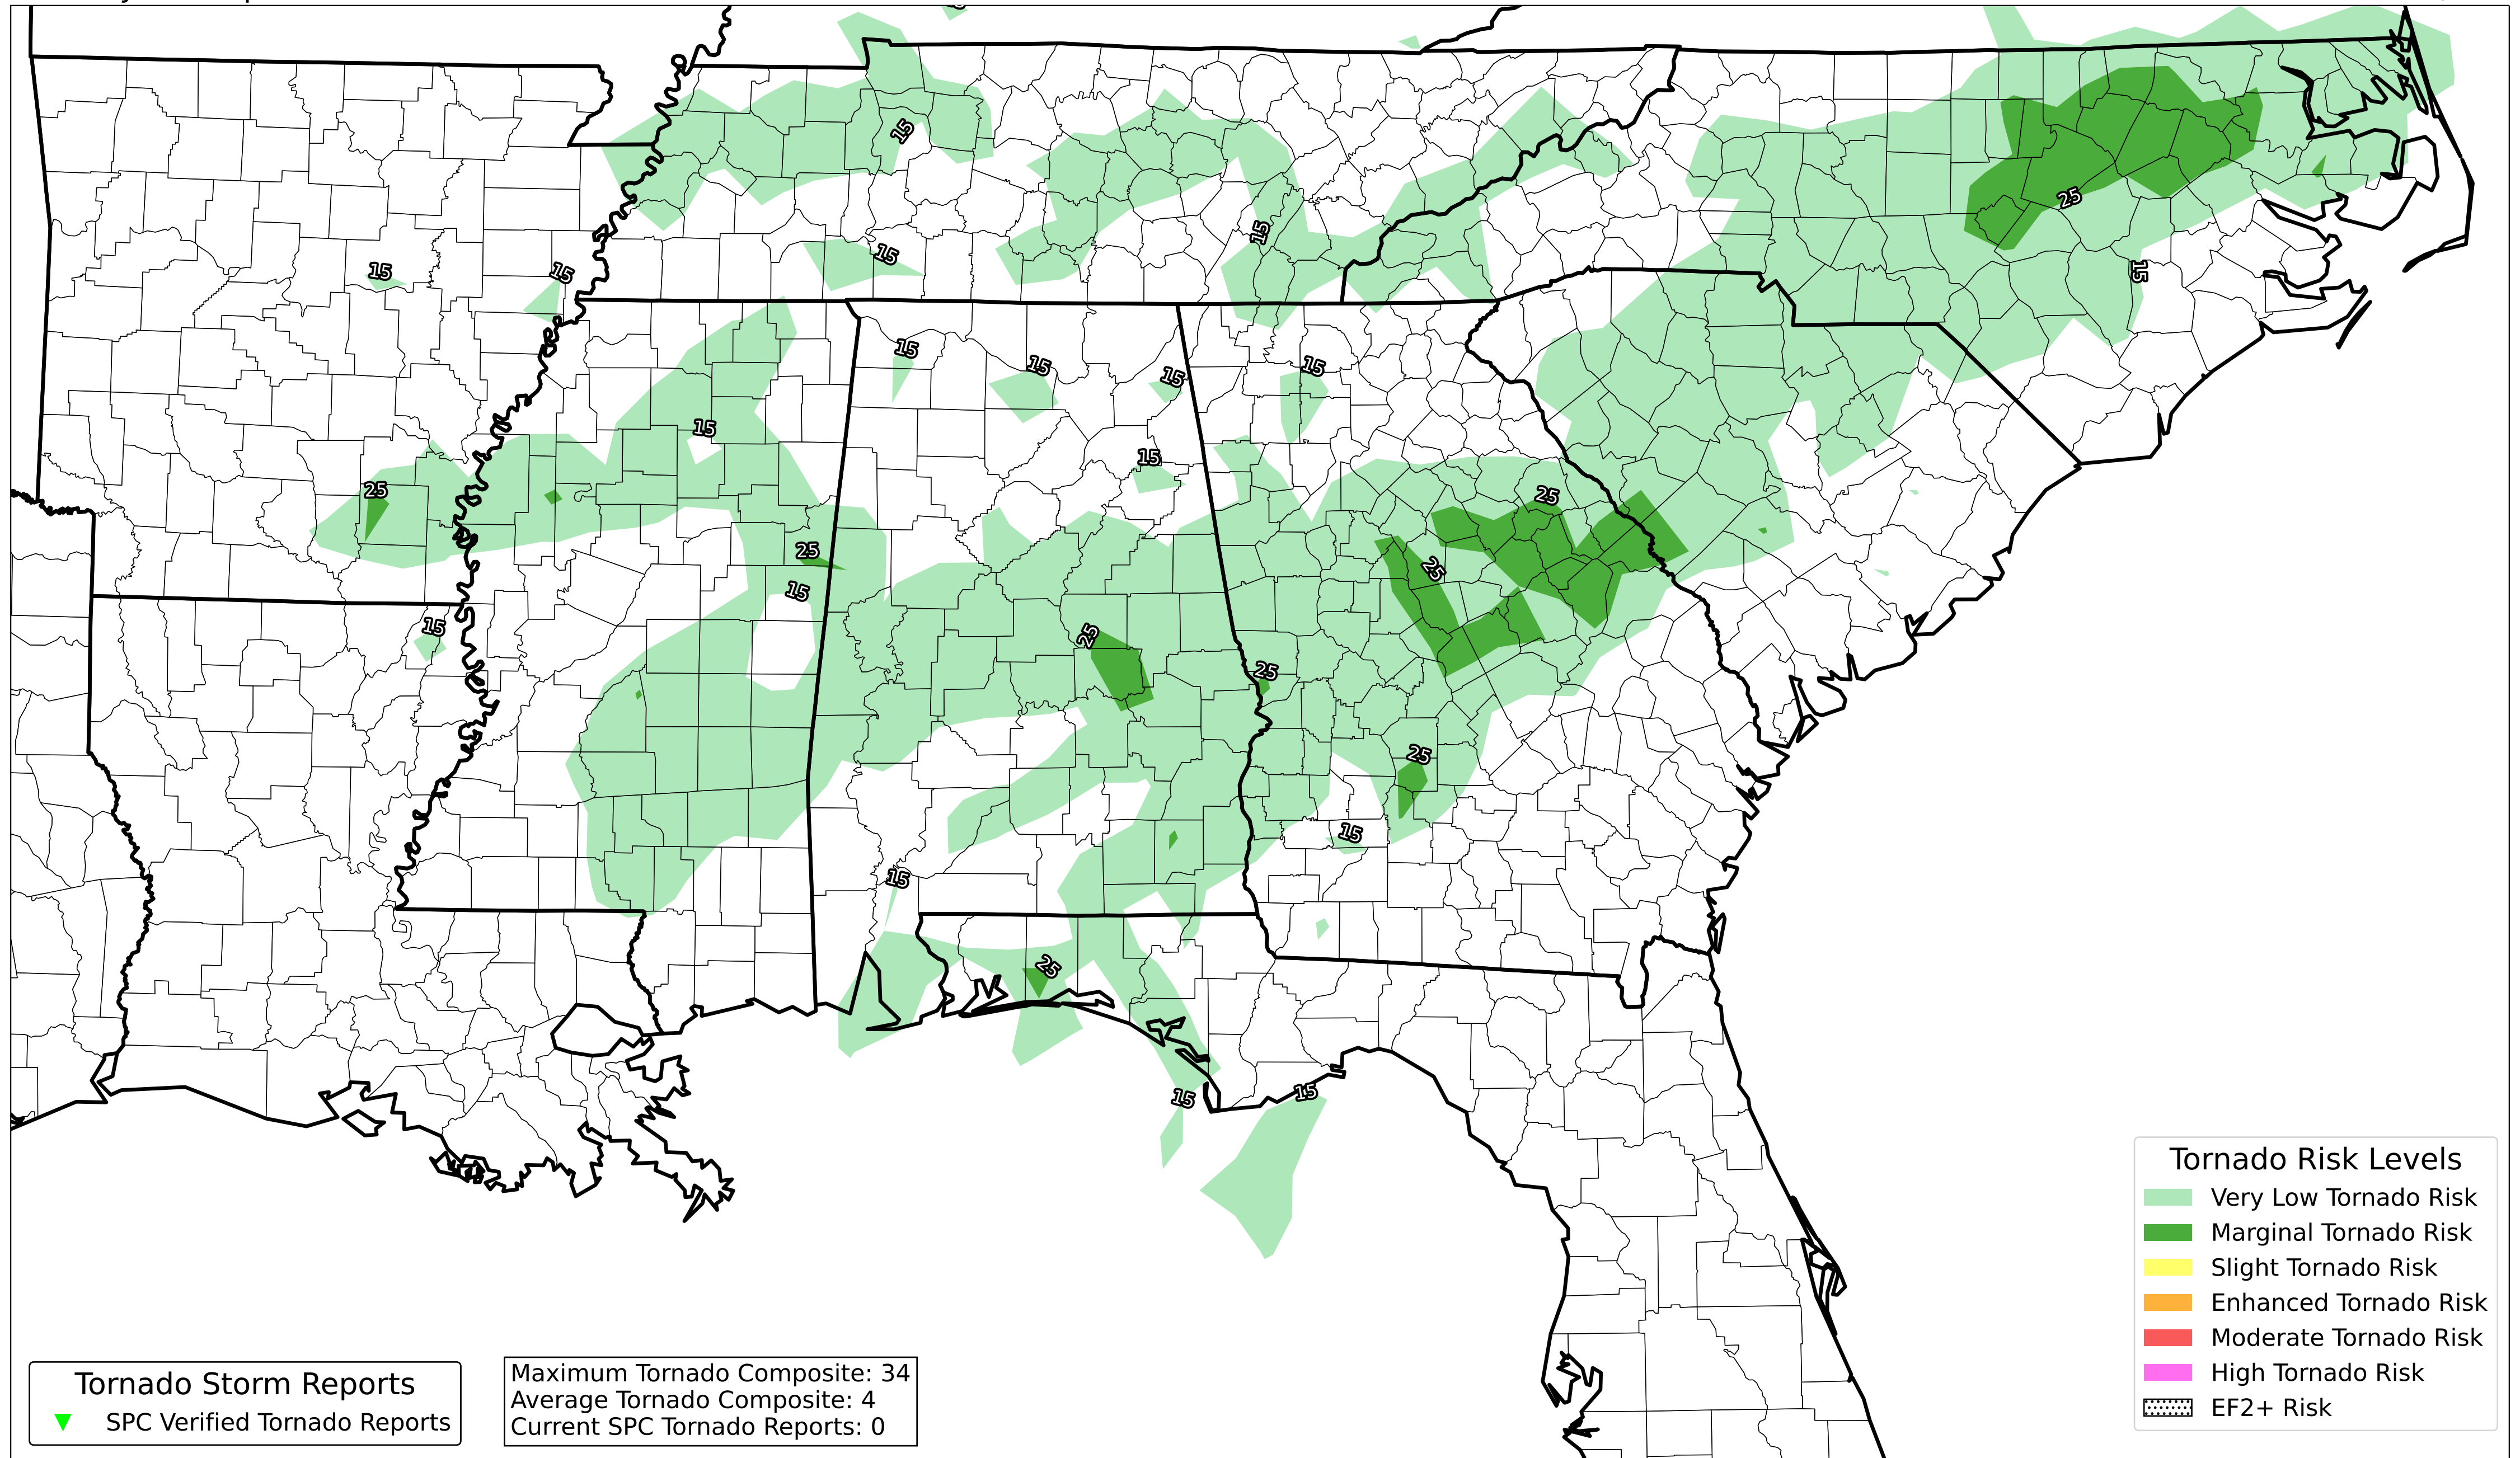 15
15
15
15
15
25
15
15
15
15
15
15
15
15
25
25
25
25
15
15
25
25
25
15
15
25
15
15
Tornado Risk Levels
Very Low Tornado Risk
Marginal Tornado Risk
Slight Tornado Risk
Enhanced Tornado Risk
Moderate Tornado Risk
High Tornado Risk
EF2+ Risk
Tornado Storm Reports
SPC Verified Tornado Reports
Maximum Tornado Composite: 34
Average Tornado Composite: 4
Current SPC Tornado Reports: 0